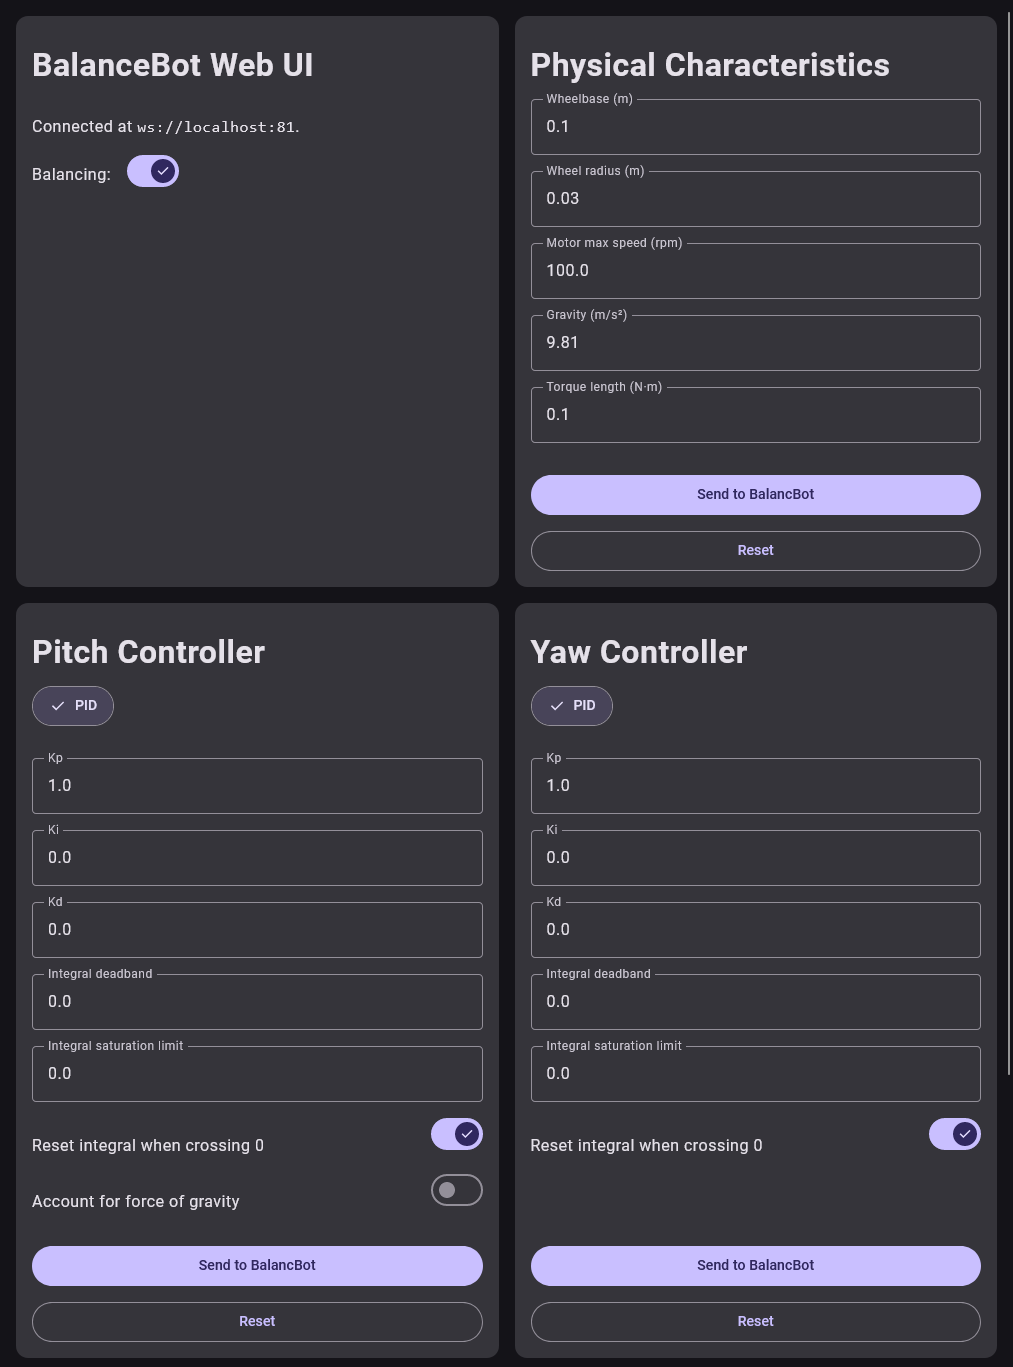 BalanceBot Web UI
Connected at ws://localhost:81.
Balancing:
Physical Characteristics
Wheelbase (m)
0.1
Wheel radius (m)
0.03
Motor max speed (rpm)
100.0
Gravity (m/s²)
9.81
Torque length (N·m)
0.1
Send to BalancBot
Reset
Pitch Controller
PID
Kp
1.0
Ki
0.0
Kd
0.0
Integral deadband
0.0
Integral saturation limit
0.0
Reset integral when crossing 0
Account for force of gravity
Send to BalancBot
Reset
Yaw Controller
PID
Kp
1.0
Ki
0.0
Kd
0.0
Integral deadband
0.0
Integral saturation limit
0.0
Reset integral when crossing 0
Send to BalancBot
Reset